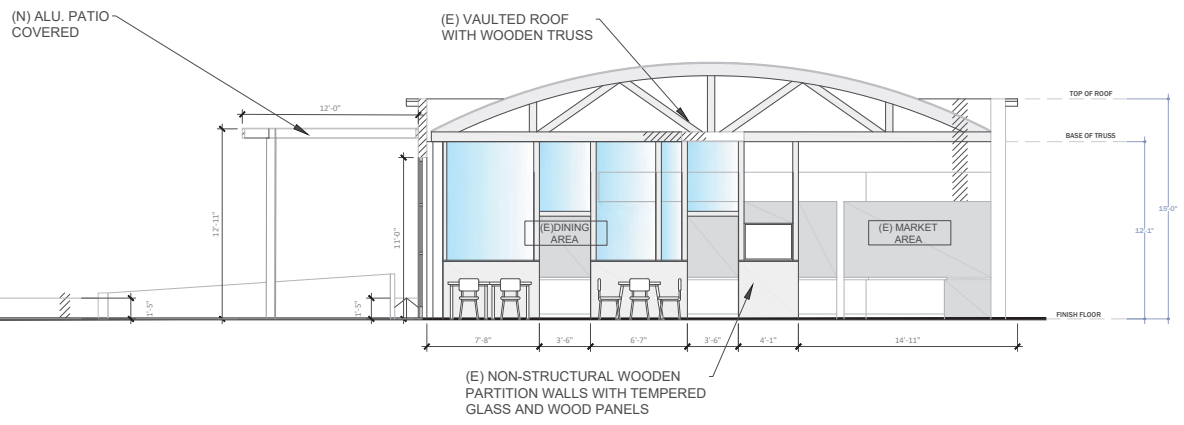 (N) ALU. PATIO
COVERED
(E) VAULTED ROOF
WITH WOODEN TRUSS
12'-0"
TOP OF ROOF
BASE OF TRUSS
12'-11"
11'-0"
15'-0"
12'-1"
(E)DINING
AREA
(E) MARKET
AREA
1'-5"
1'-5"
FINISH FLOOR
7'-8"
3'-6"
6'-7"
3'-6"
4'-1"
14'-11"
(E) NON-STRUCTURAL WOODEN
PARTITION WALLS WITH TEMPERED
GLASS AND WOOD PANELS